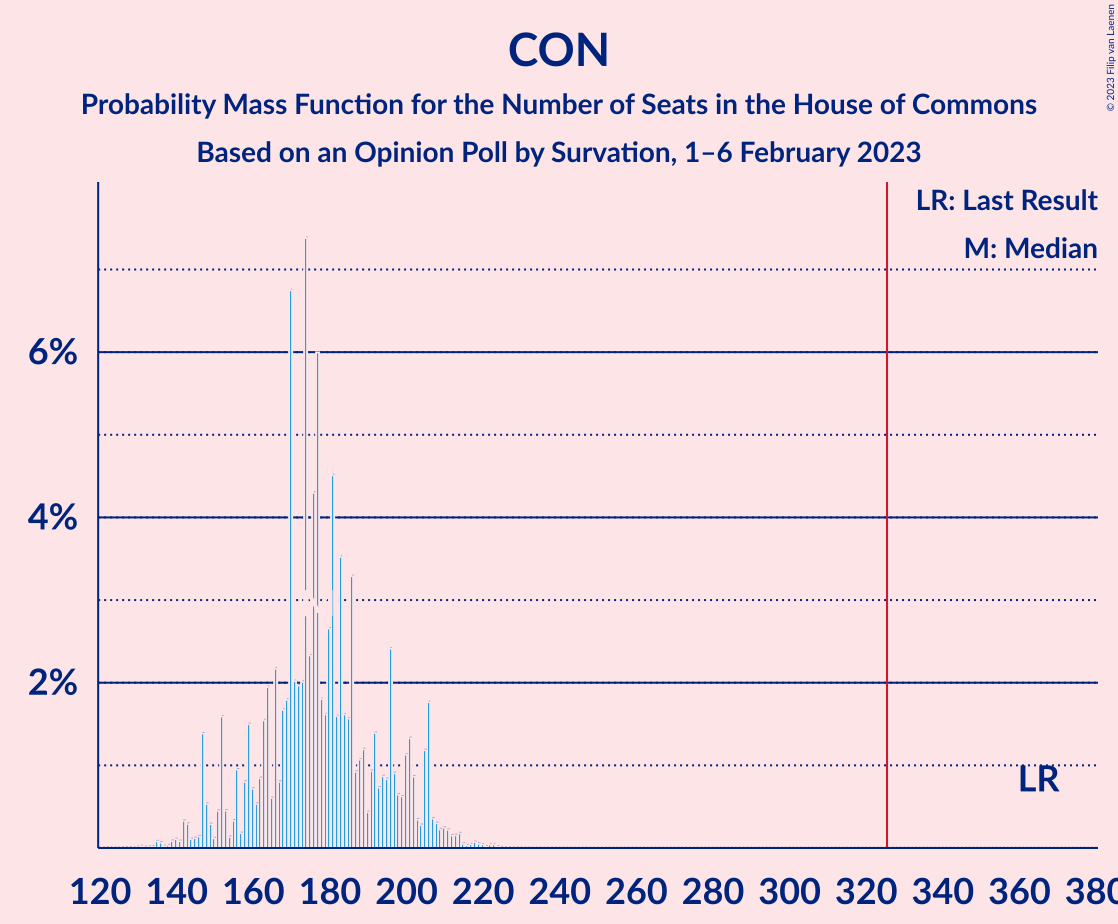 CON
Probability Mass Function for the Number of Seats in the House of Commons
Based on an Opinion Poll by Survation, 1–6 February 2023
© 2023 Filip van Laenen
LR: Last Result
M: Median
6%
4%
2%
LR
120 140 160 180 200 220 240 260 280 300 320 340 360 380